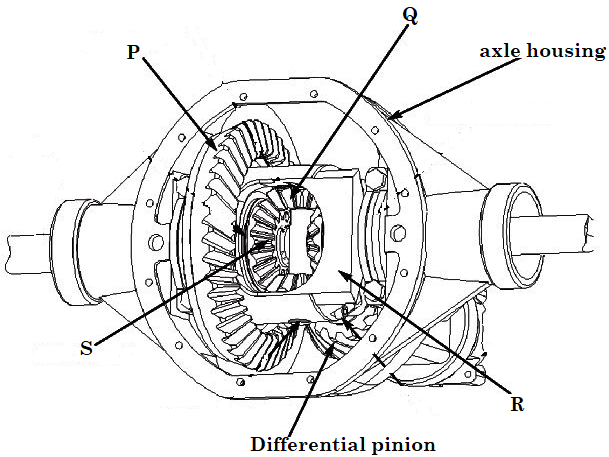 Q
P
axle housing
S
R
Differential pinion